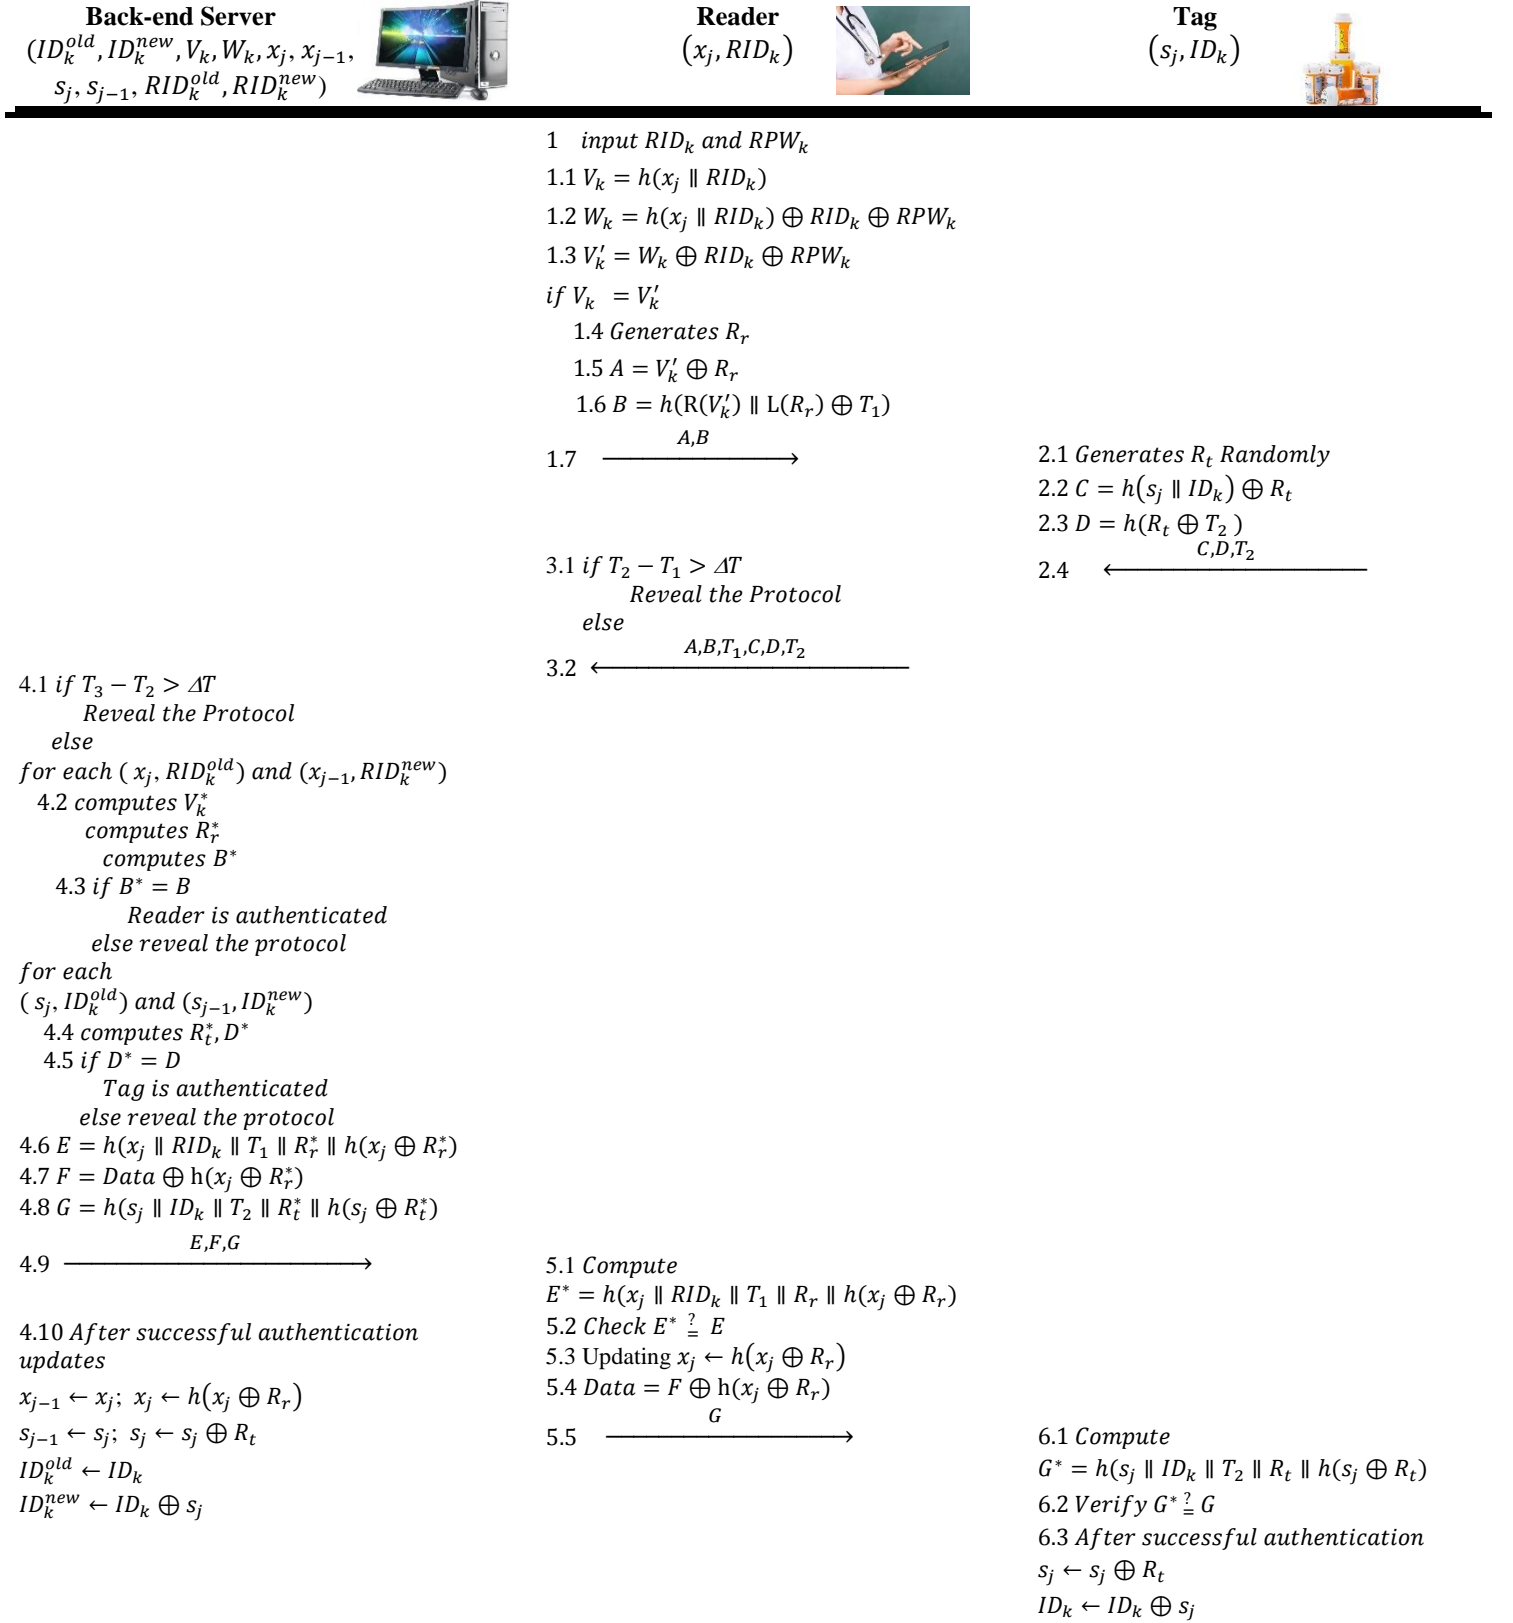 Back-end Server
(ID_k^{old}, ID_k^{new}, V_k, W_k, x_j, x_{j-1},
s_j, s_{j-1}, RID_k^{old}, RID_k^{new})
Reader
(x_j, RID_k)
Tag
(s_j, ID_k)
1 input RID_k and RPW_k
1.1 V_k = h(x_j ∥ RID_k)
1.2 W_k = h(x_j ∥ RID_k) ⊕ RID_k ⊕ RPW_k
1.3 V_k′ = W_k ⊕ RID_k ⊕ RPW_k
if V_k = V_k′
1.4 Generates R_r
1.5 A = V_k′ ⊕ R_r
1.6 B = h(R(V_k′) ∥ L(R_r) ⊕ T_1)
A,B
1.7 ⟶
2.1 Generates R_t Randomly
2.2 C = h(s_j ∥ ID_k) ⊕ R_t
2.3 D = h(R_t ⊕ T_2 )
C,D,T_2
2.4 ⟵
3.1 if T_2 − T_1 > ΔT
Reveal the Protocol
else
A,B,T_1,C,D,T_2
3.2 ⟵
4.1 if T_3 − T_2 > ΔT
Reveal the Protocol
else
for each ( x_j, RID_k^{old}) and (x_{j-1}, RID_k^{new})
4.2 computes V_k^*
computes R_r^*
computes B^*
4.3 if B^* = B
Reader is authenticated
else reveal the protocol
for each
( s_j, ID_k^{old}) and (s_{j-1}, ID_k^{new})
4.4 computes R_t^*, D^*
4.5 if D^* = D
Tag is authenticated
else reveal the protocol
4.6 E = h(x_j ∥ RID_k ∥ T_1 ∥ R_r^* ∥ h(x_j ⊕ R_r^*)
4.7 F = Data ⊕ h(x_j ⊕ R_r^*)
4.8 G = h(s_j ∥ ID_k ∥ T_2 ∥ R_t^* ∥ h(s_j ⊕ R_t^*)
E,F,G
4.9 ⟶
4.10 After successful authentication
updates
x_{j-1} ← x_j; x_j ← h(x_j ⊕ R_r)
s_{j-1} ← s_j; s_j ← s_j ⊕ R_t
ID_k^{old} ← ID_k
ID_k^{new} ← ID_k ⊕ s_j
5.1 Compute
E^* = h(x_j ∥ RID_k ∥ T_1 ∥ R_r ∥ h(x_j ⊕ R_r)
5.2 Check E^* ≟ E
5.3 Updating x_j ← h(x_j ⊕ R_r)
5.4 Data = F ⊕ h(x_j ⊕ R_r)
G
5.5 ⟶
6.1 Compute
G^* = h(s_j ∥ ID_k ∥ T_2 ∥ R_t ∥ h(s_j ⊕ R_t)
6.2 Verify G^* ≟ G
6.3 After successful authentication
s_j ← s_j ⊕ R_t
ID_k ← ID_k ⊕ s_j